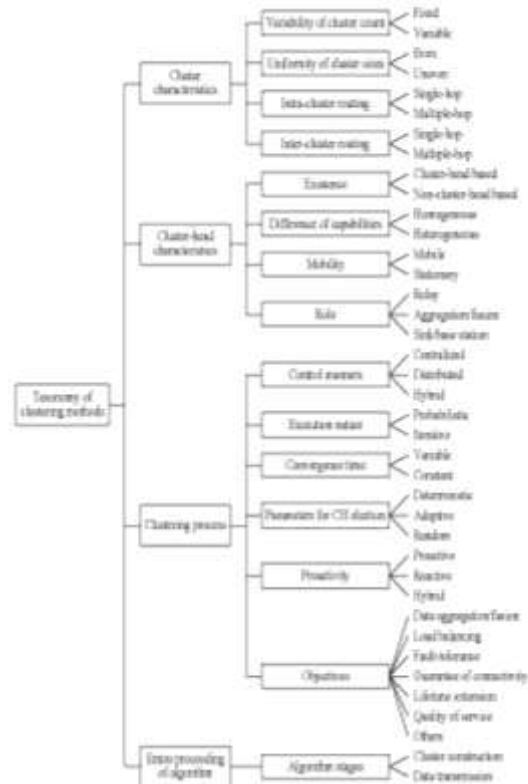 Taxonomy of
clustering methods
Cluster
characteristics
Variability of cluster count
Fixed
Variable
Uniformity of cluster sizes
Even
Uneven
Intra-cluster routing
Single-hop
Multiple-hop
Inter-cluster routing
Single-hop
Multiple-hop
Cluster-head
characteristics
Existence
Cluster-head based
Non-cluster-head based
Difference of capabilities
Homogeneous
Heterogeneous
Mobility
Mobile
Stationary
Role
Relay
Aggregation/fusion
Sink/base station
Clustering process
Control manners
Centralized
Distributed
Hybrid
Execution nature
Probabilistic
Iterative
Convergence time
Variable
Constant
Parameters for CH election
Deterministic
Adaptive
Random
Proactivity
Proactive
Reactive
Hybrid
Objectives
Data aggregation/fusion
Load balancing
Fault-tolerance
Guarantee of connectivity
Lifetime extension
Quality of service
Others
Entire proceeding
of algorithm
Algorithm stages
Cluster construction
Data transmission